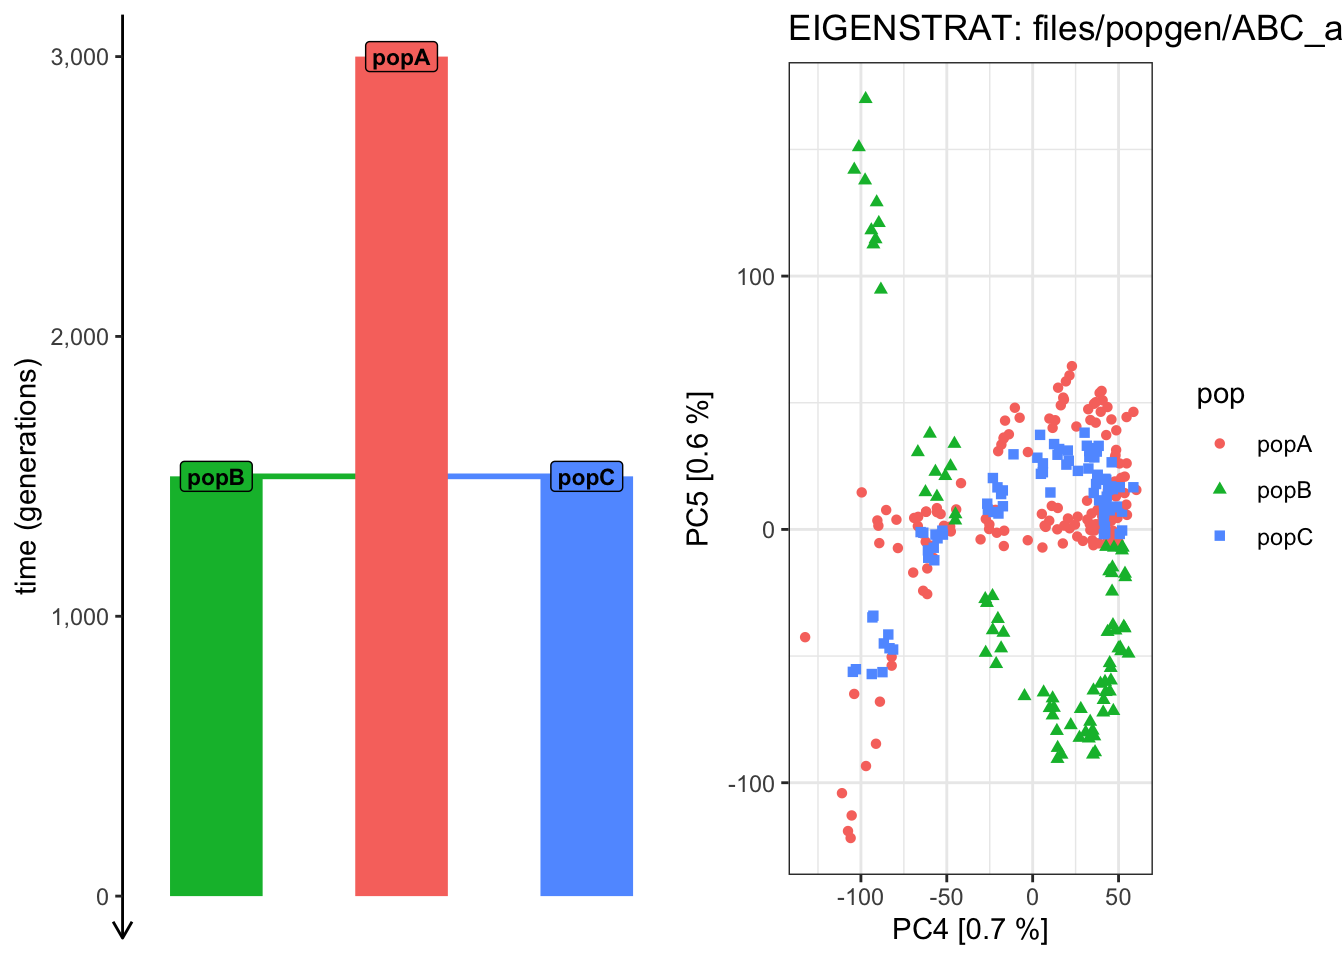 EIGENSTRAT: files/popgen/ABC_a
time (generations)
3,000
2,000
1,000
0
popA
popB
popC
PC5 [0.6 %]
100
0
-100
-100
-50
0
50
PC4 [0.7 %]
pop
popA
popB
popC